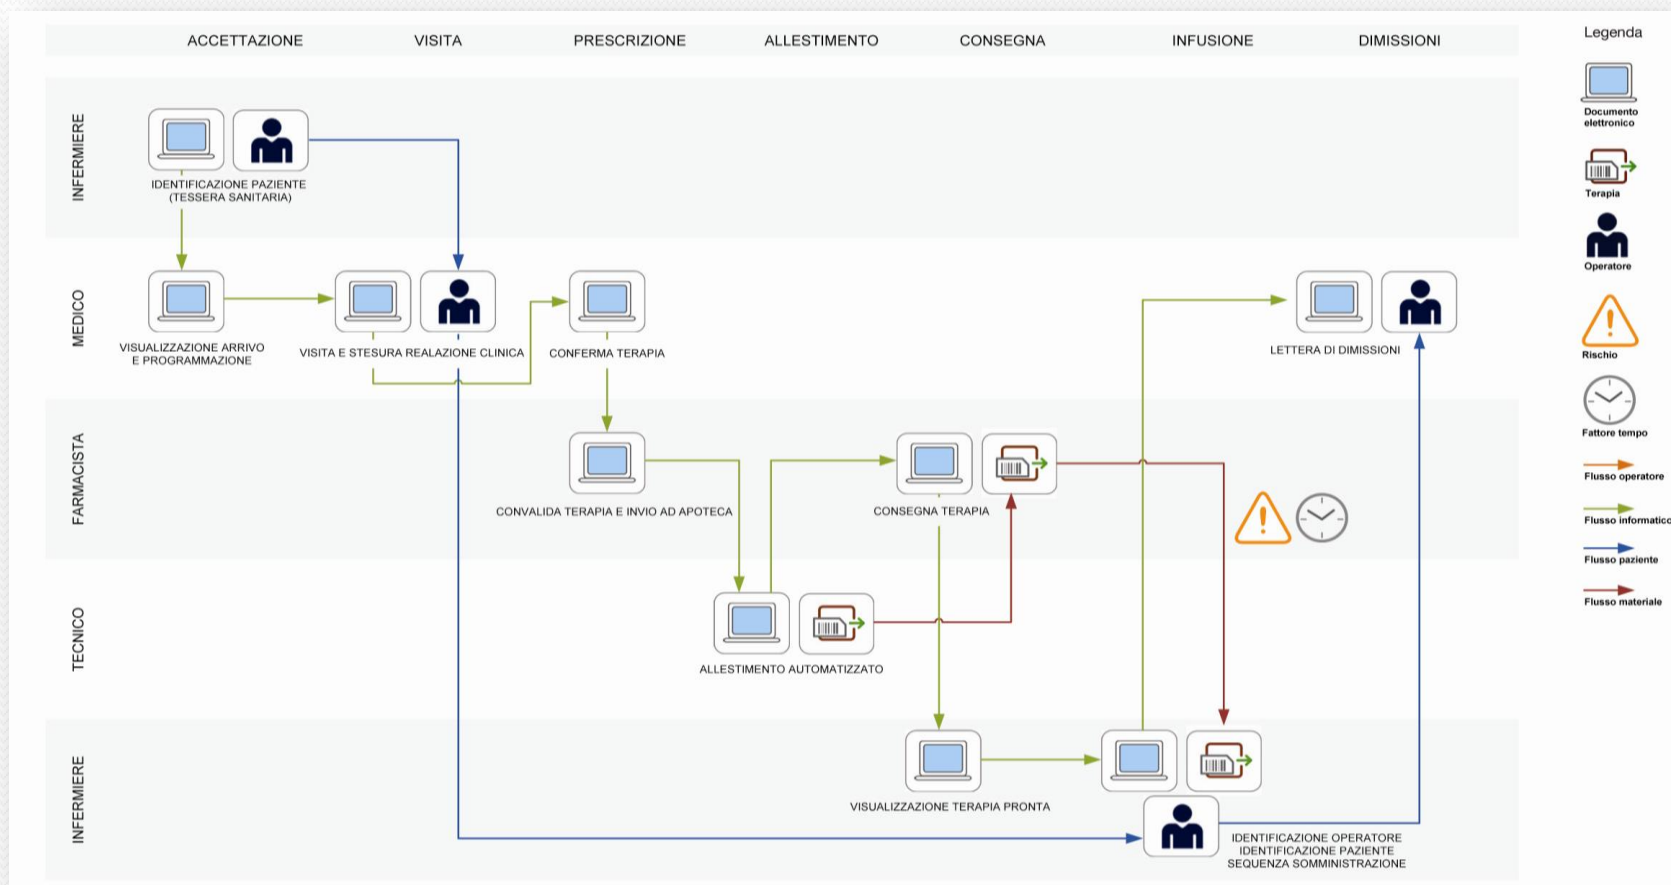 ACCETTAZIONE
VISITA
PRESCRIZIONE
ALLESTIMENTO
CONSEGNA
INFUSIONE
DIMISSIONI
INFERMIERE
IDENTIFICAZIONE PAZIENTE
(TESSERA SANITARIA)
MEDICO
VISUALIZZAZIONE ARRIVO
E PROGRAMMAZIONE
VISITA E STESURA REALAZIONE CLINICA
CONFERMA TERAPIA
LETTERA DI DIMISSIONI
FARMACISTA
CONVALIDA TERAPIA E INVIO AD APOTECA
CONSEGNA TERAPIA
TECNICO
ALLESTIMENTO AUTOMATIZZATO
INFERMIERE
VISUALIZZAZIONE TERAPIA PRONTA
IDENTIFICAZIONE OPERATORE
IDENTIFICAZIONE PAZIENTE
SEQUENZA SOMMINISTRAZIONE
Legenda
Documento
elettronico
Terapia
Operatore
Rischio
Fattore tempo
Flusso operatore
Flusso informatico
Flusso paziente
Flusso materiale